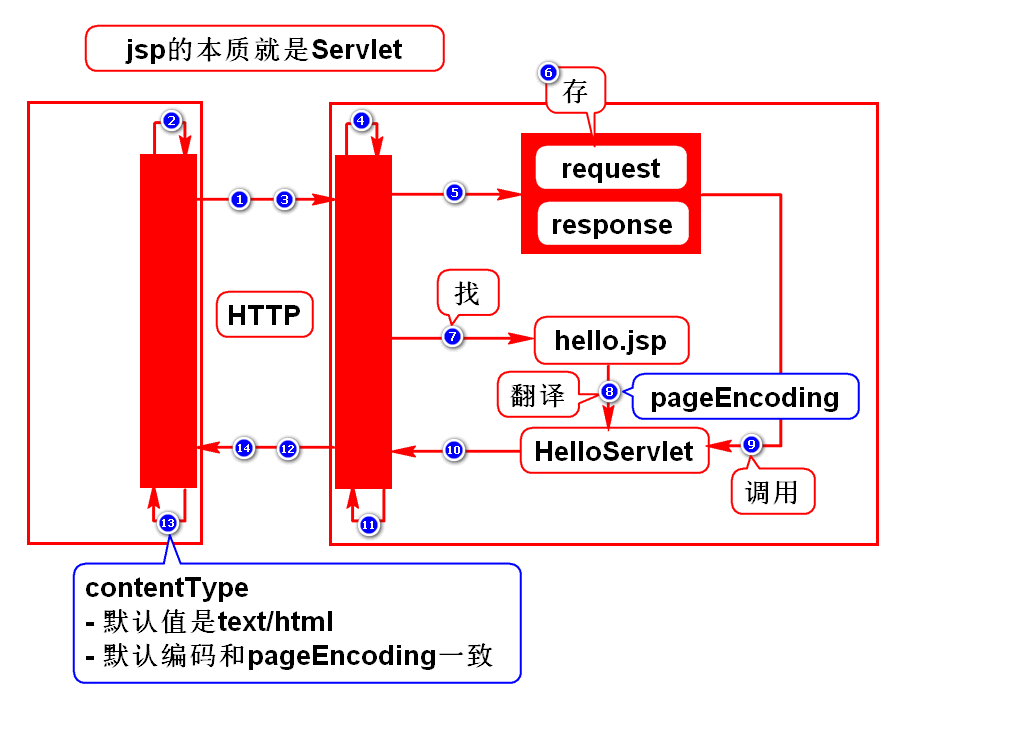 jsp的本质就是Servlet
6
存
2
4
request
1
3
5
response
找
HTTP
7
hello.jsp
翻译
8
pageEncoding
14
12
10
HelloServlet
9
调用
13
11
contentType
- 默认值是text/html
- 默认编码和pageEncoding一致